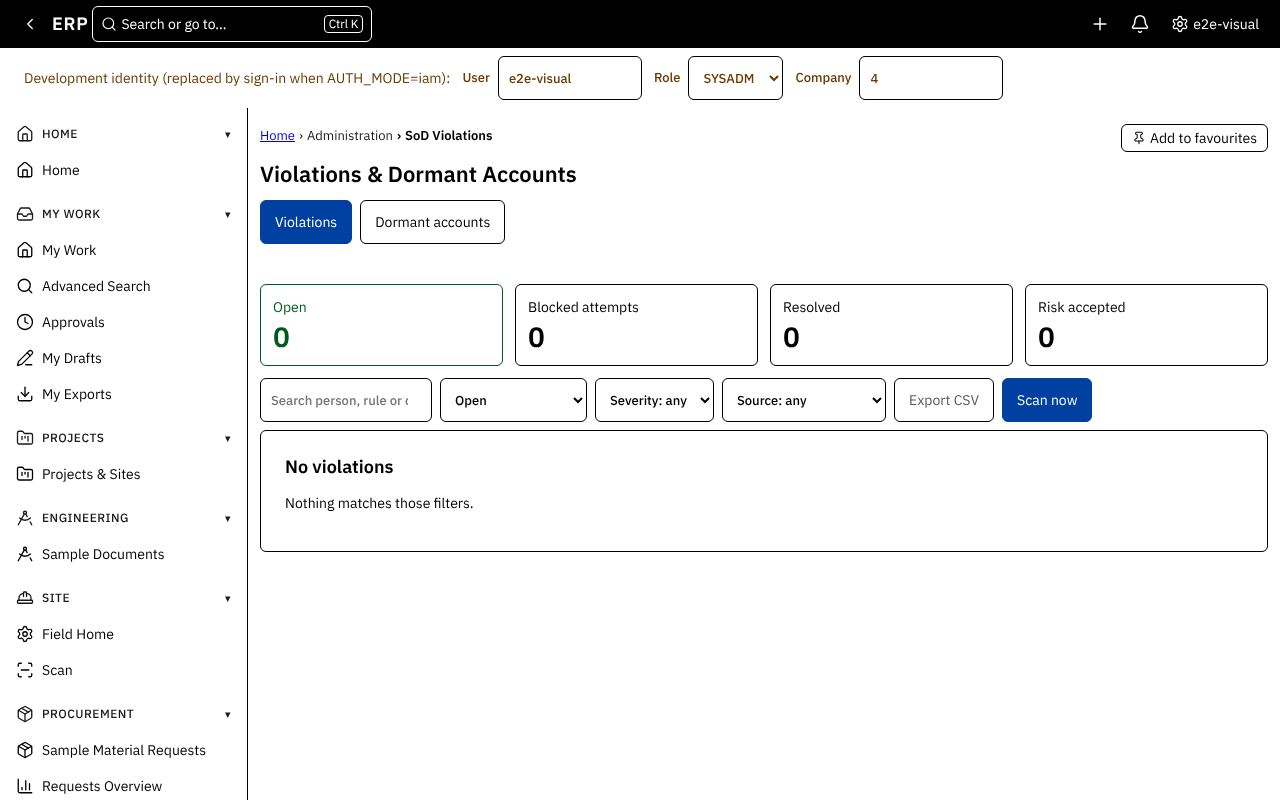 ERP
Search or go to...
Ctrl K
e2e-visual
Development identity (replaced by sign-in when AUTH_MODE=iam):
User
e2e-visual
Role
SYSADM
Company
4
HOME
Home
MY WORK
My Work
Advanced Search
Approvals
My Drafts
My Exports
PROJECTS
Projects & Sites
ENGINEERING
Sample Documents
SITE
Field Home
Scan
PROCUREMENT
Sample Material Requests
Requests Overview
Home › Administration › SoD Violations
Add to favourites
Violations & Dormant Accounts
Violations
Dormant accounts
Open
0
Blocked attempts
0
Resolved
0
Risk accepted
0
Search person, rule or
Open
Severity: any
Source: any
Export CSV
Scan now
No violations
Nothing matches those filters.